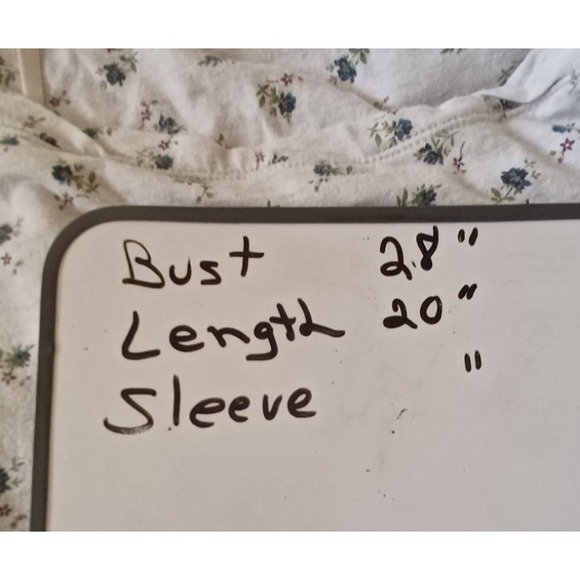 Bust 28"
Length 20"
Sleeve "